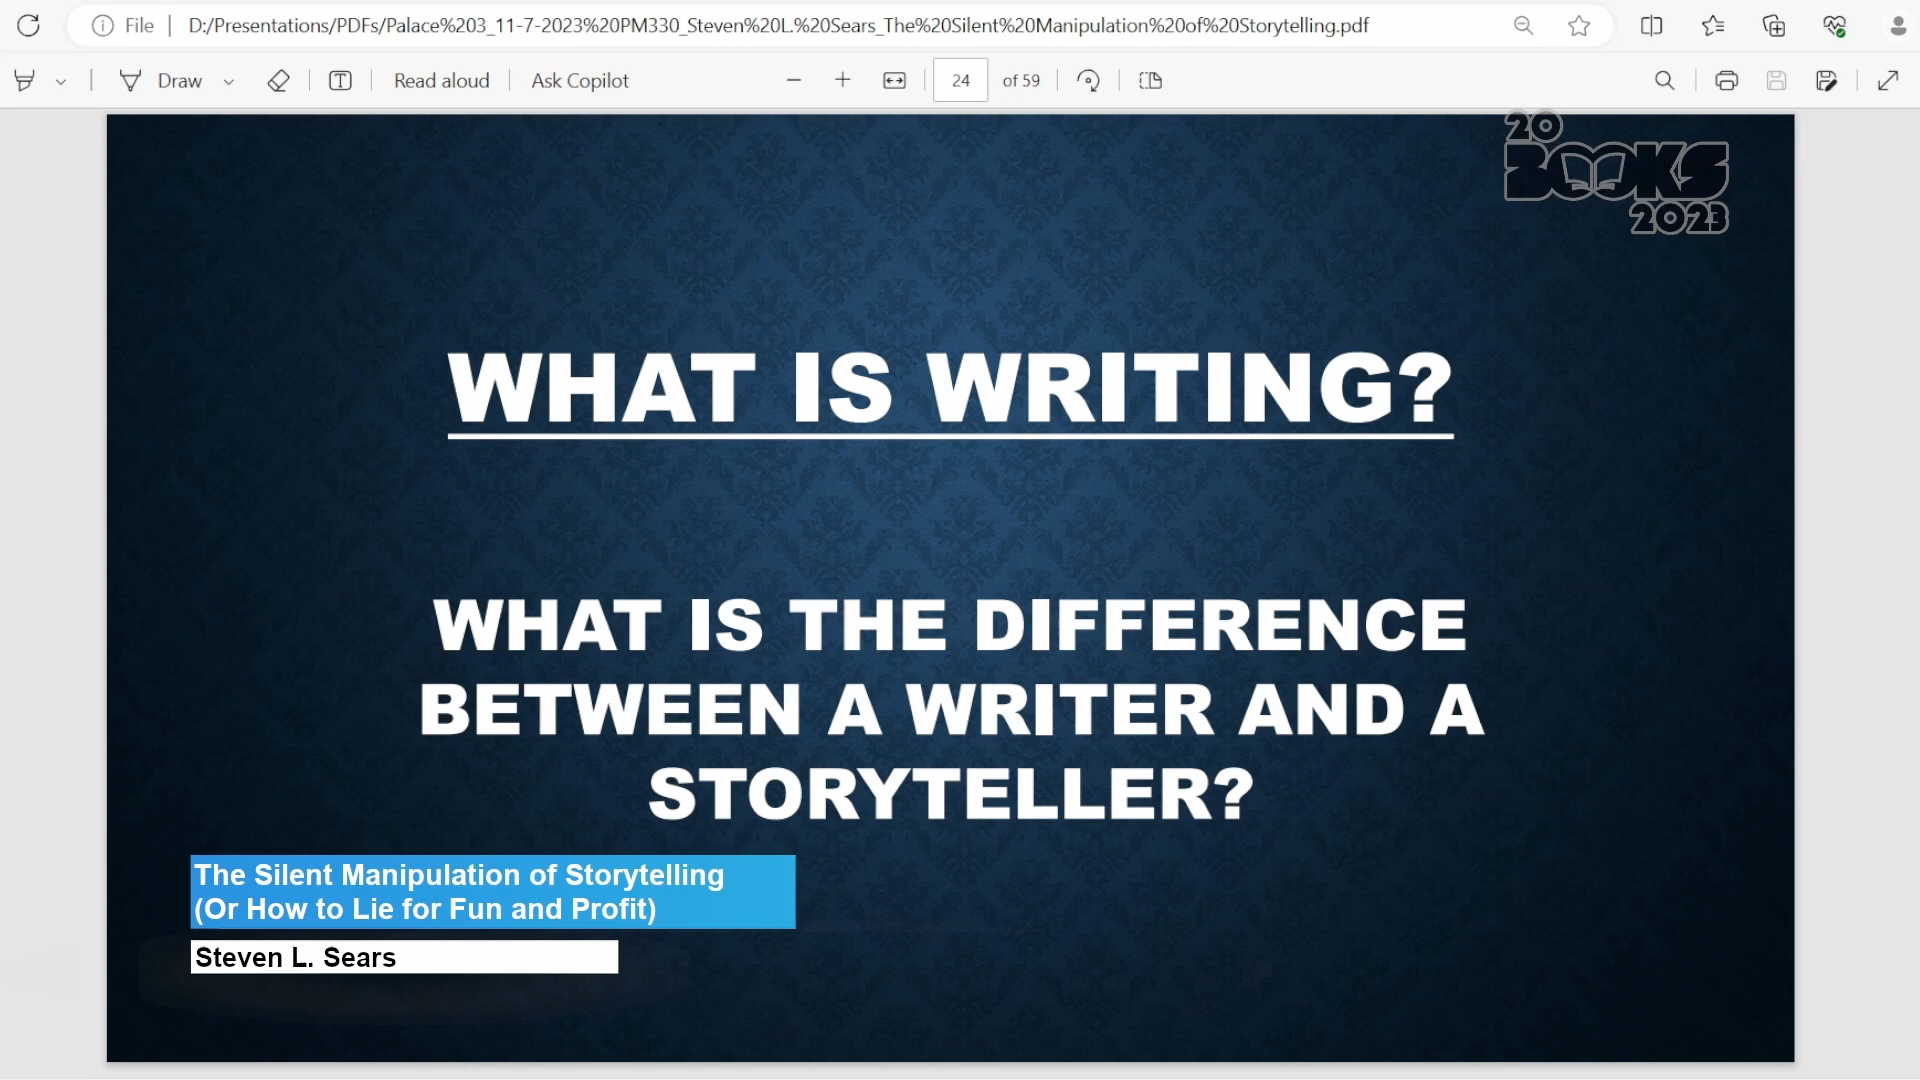 File
D:/Presentations/PDFs/Palace%203_11-7-2023%20PM330_Steven%20L.%20Sears_The%20Silent%20Manipulation%20of%20Storytelling.pdf
Draw
Read aloud
Ask Copilot
24
of 59
20
BOOKS
2023
WHAT IS WRITING?
WHAT IS THE DIFFERENCE
BETWEEN A WRITER AND A
STORYTELLER?
The Silent Manipulation of Storytelling
(Or How to Lie for Fun and Profit)
Steven L. Sears